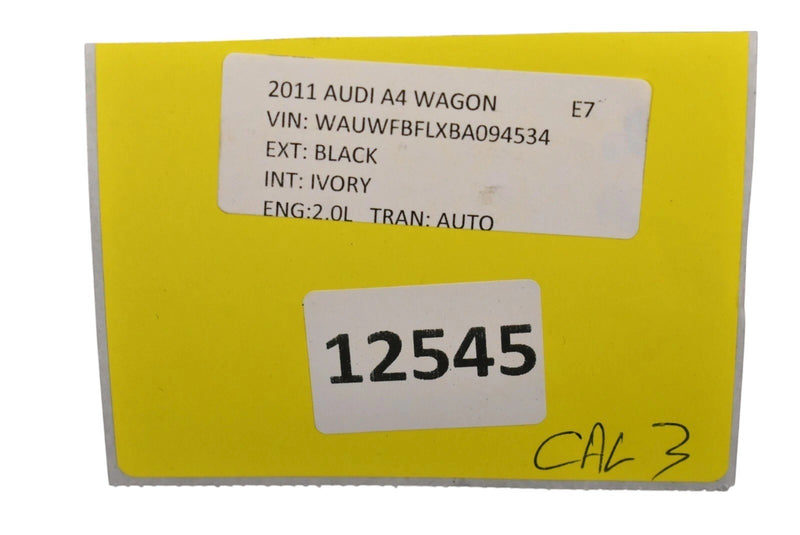 2011 AUDI A4 WAGON E7
VIN: WAUWFBFLXBA094534
EXT: BLACK
INT: IVORY
ENG:2.0L TRAN: AUTO
12545
CAL 3